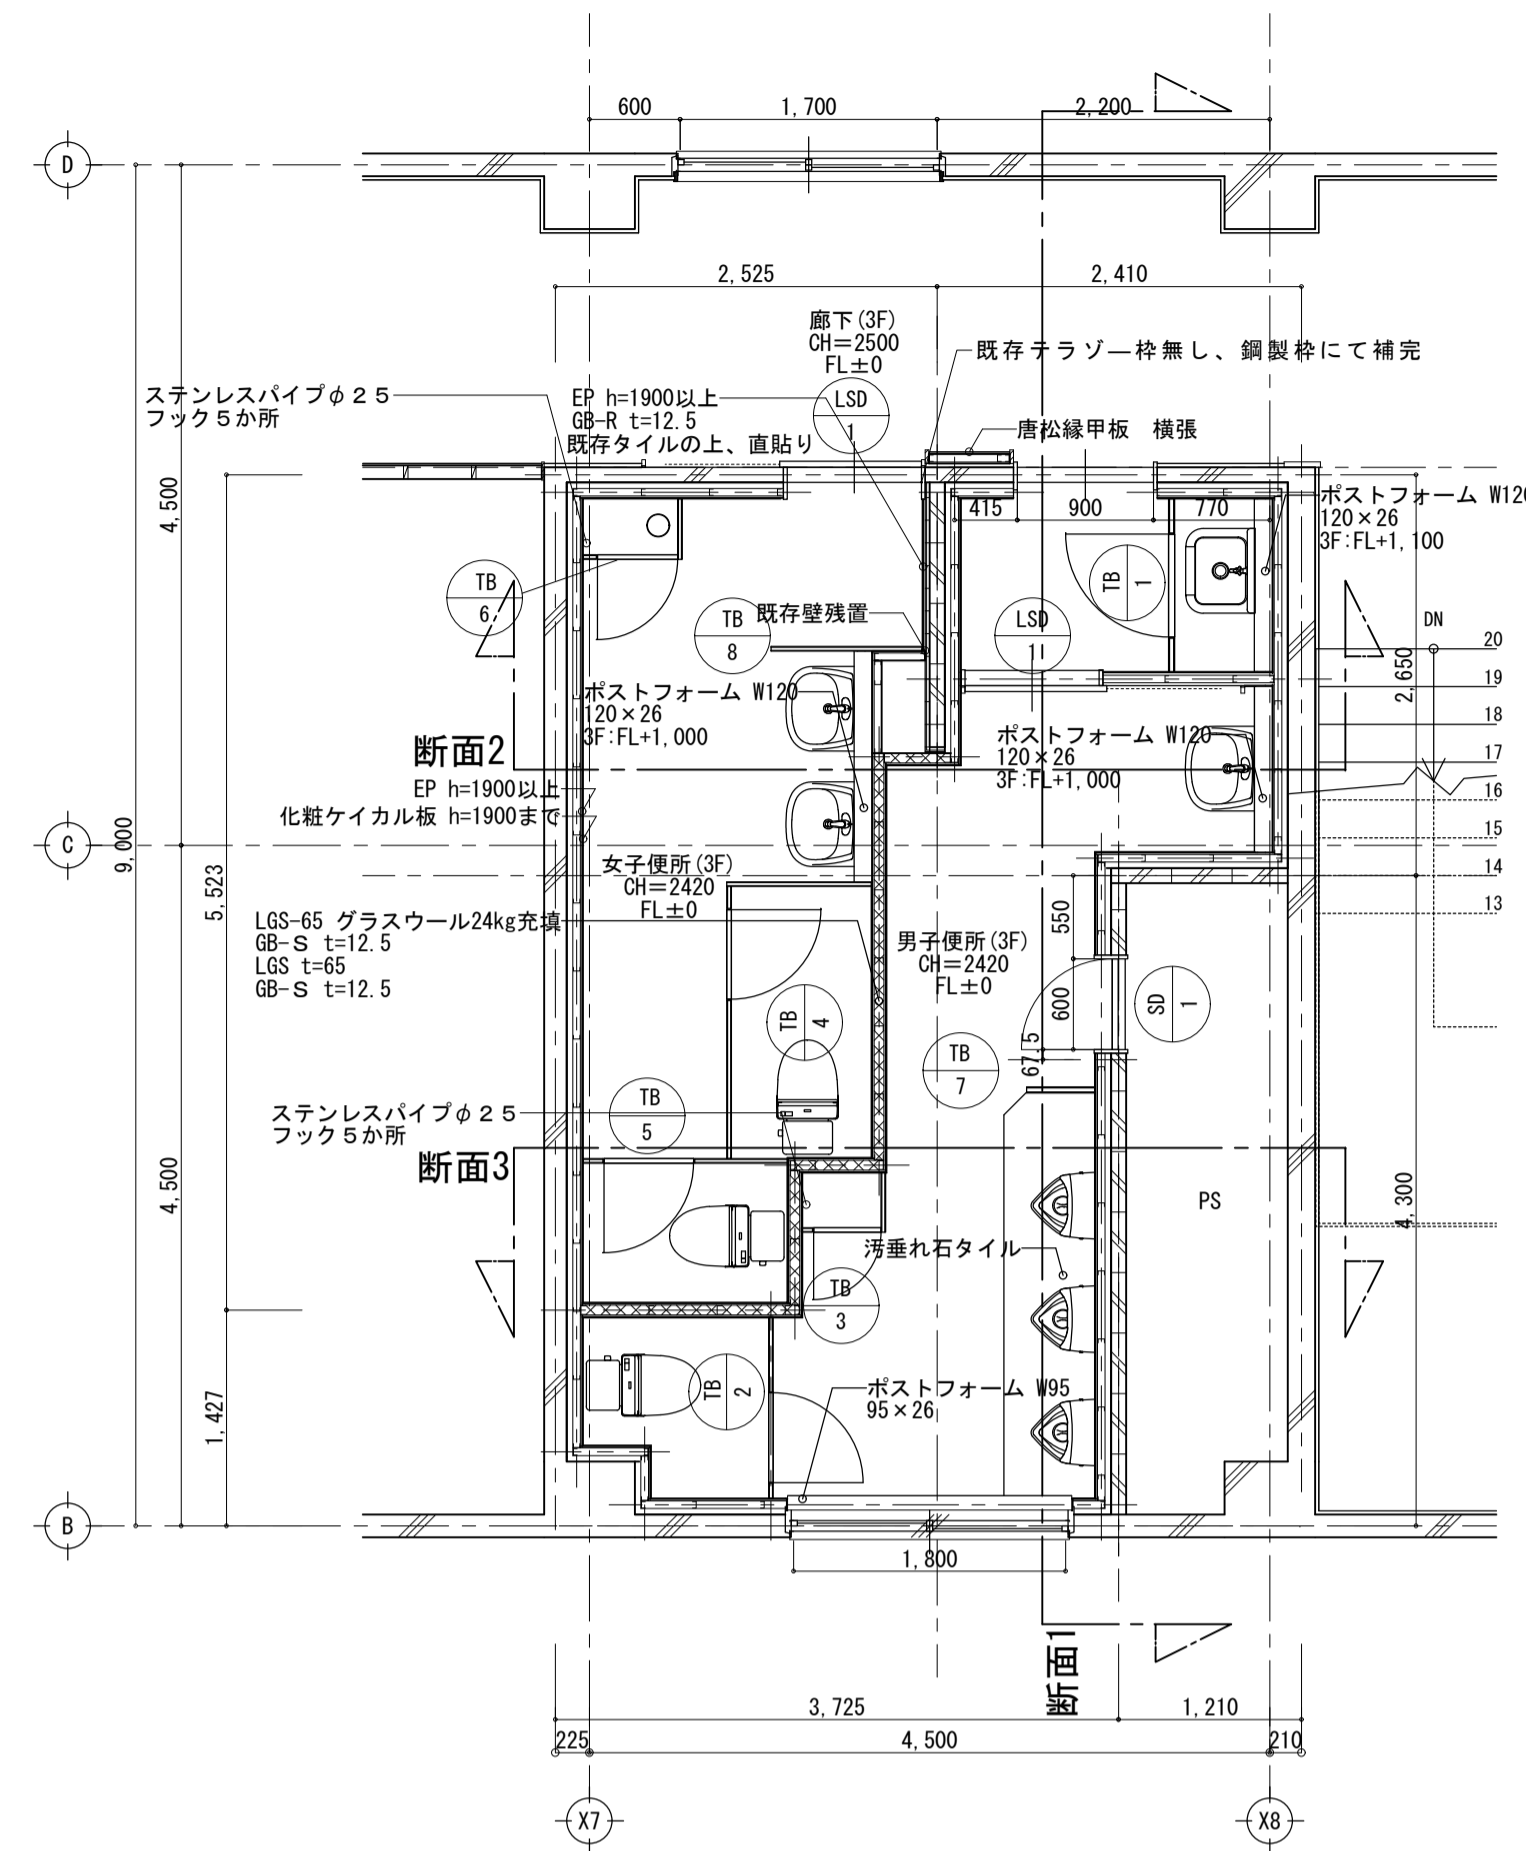 600
1,700
2,200
D
2,525
2,410
廊下(3F)
CH=2500
FL±0
LSD
1
既存テラゾ―枠無し、鋼製枠にて補完
ステンレスパイプφ25
フック5か所
EP h=1900以上
GB-R t=12.5
既存タイルの上、直貼り
唐松縁甲板 横張
415
900
770
ポストフォーム W120
120×26
3F:FL+1,100
4,500
TB
6
TB
8
既存壁残置
TB
1
LSD
1
DN
20
19
18
17
16
15
14
13
2,650
ポストフォーム W120
120×26
3F:FL+1,000
ポストフォーム W120
120×26
3F:FL+1,000
断面2
EP h=1900以上
化粧ケイカル板 h=1900まで
C
9,000
5,523
女子便所(3F)
CH=2420
FL±0
LGS-65 グラスウール24kg充填
GB-S t=12.5
LGS t=65
GB-S t=12.5
男子便所(3F)
CH=2420
FL±0
550
600
67.5
SD
1
TB
4
TB
7
TB
5
ステンレスパイプφ25
フック5か所
断面3
4,500
4,300
PS
汚垂れ石タイル
TB
3
TB
2
1,427
ポストフォーム W95
95×26
B
1,800
断面1
3,725
1,210
225
4,500
210
X7
X8